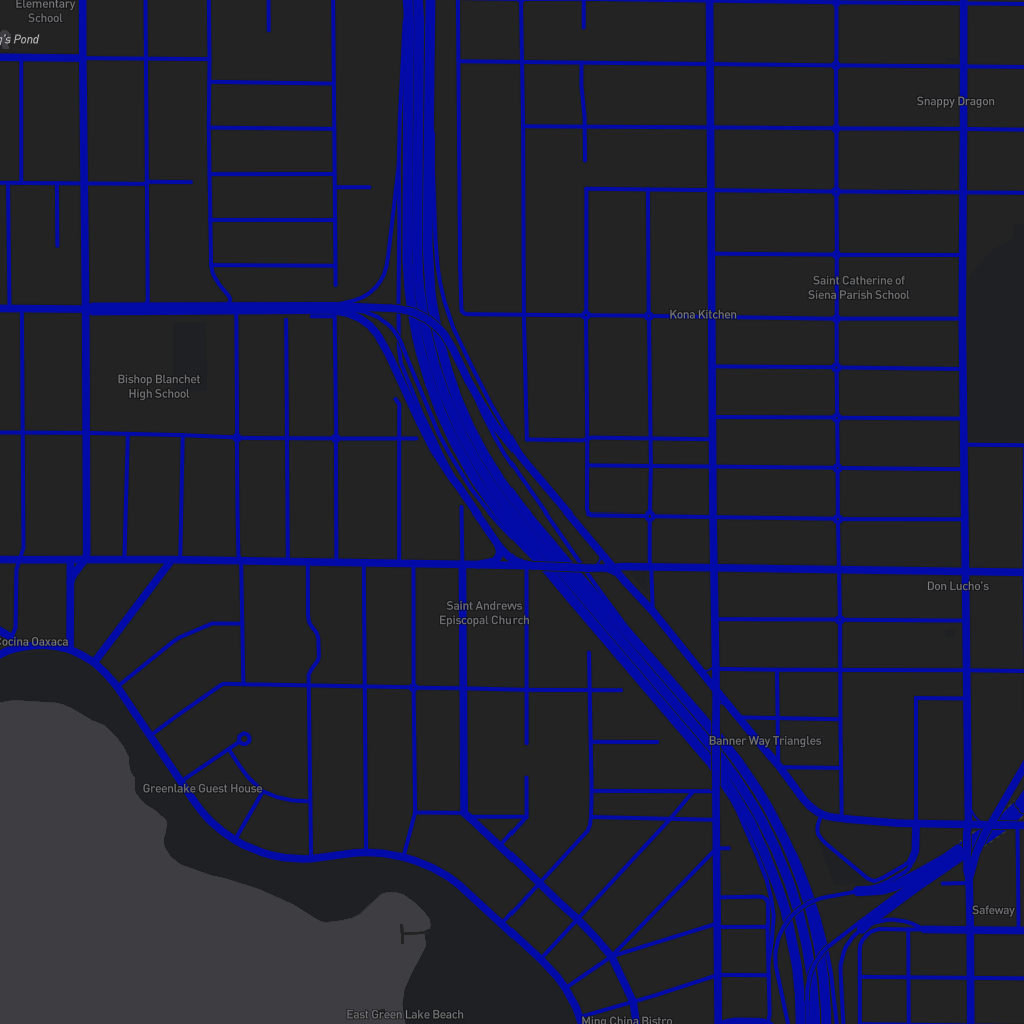 Elementary
School
g's Pond
Snappy Dragon
Saint Catherine of
Siena Parish School
Kona Kitchen
Bishop Blanchet
High School
Don Lucho's
Saint Andrews
Episcopal Church
Cocina Oaxaca
Banner Way Triangles
Greenlake Guest House
Safeway
East Green Lake Beach
Ming China Bistro